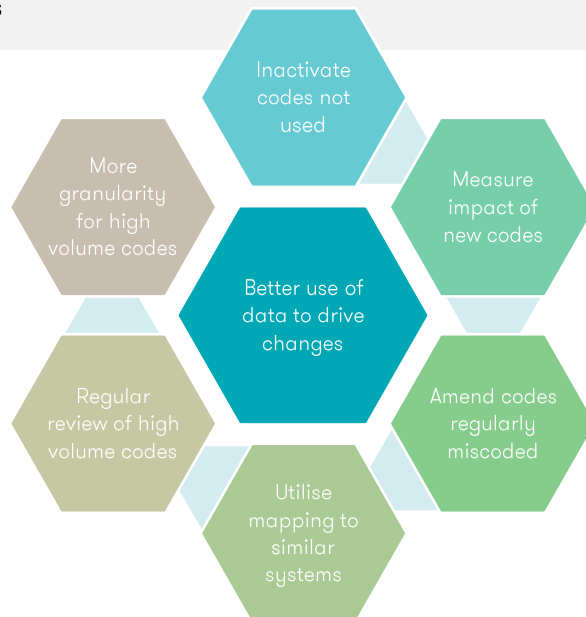 s
Inactivate
codes not
used
Measure
impact of
new codes
Amend codes
regularly
miscoded
Utilise
mapping to
similar
systems
Regular
review of high
volume codes
More
granularity
for high
volume codes
Better use of
data to drive
changes